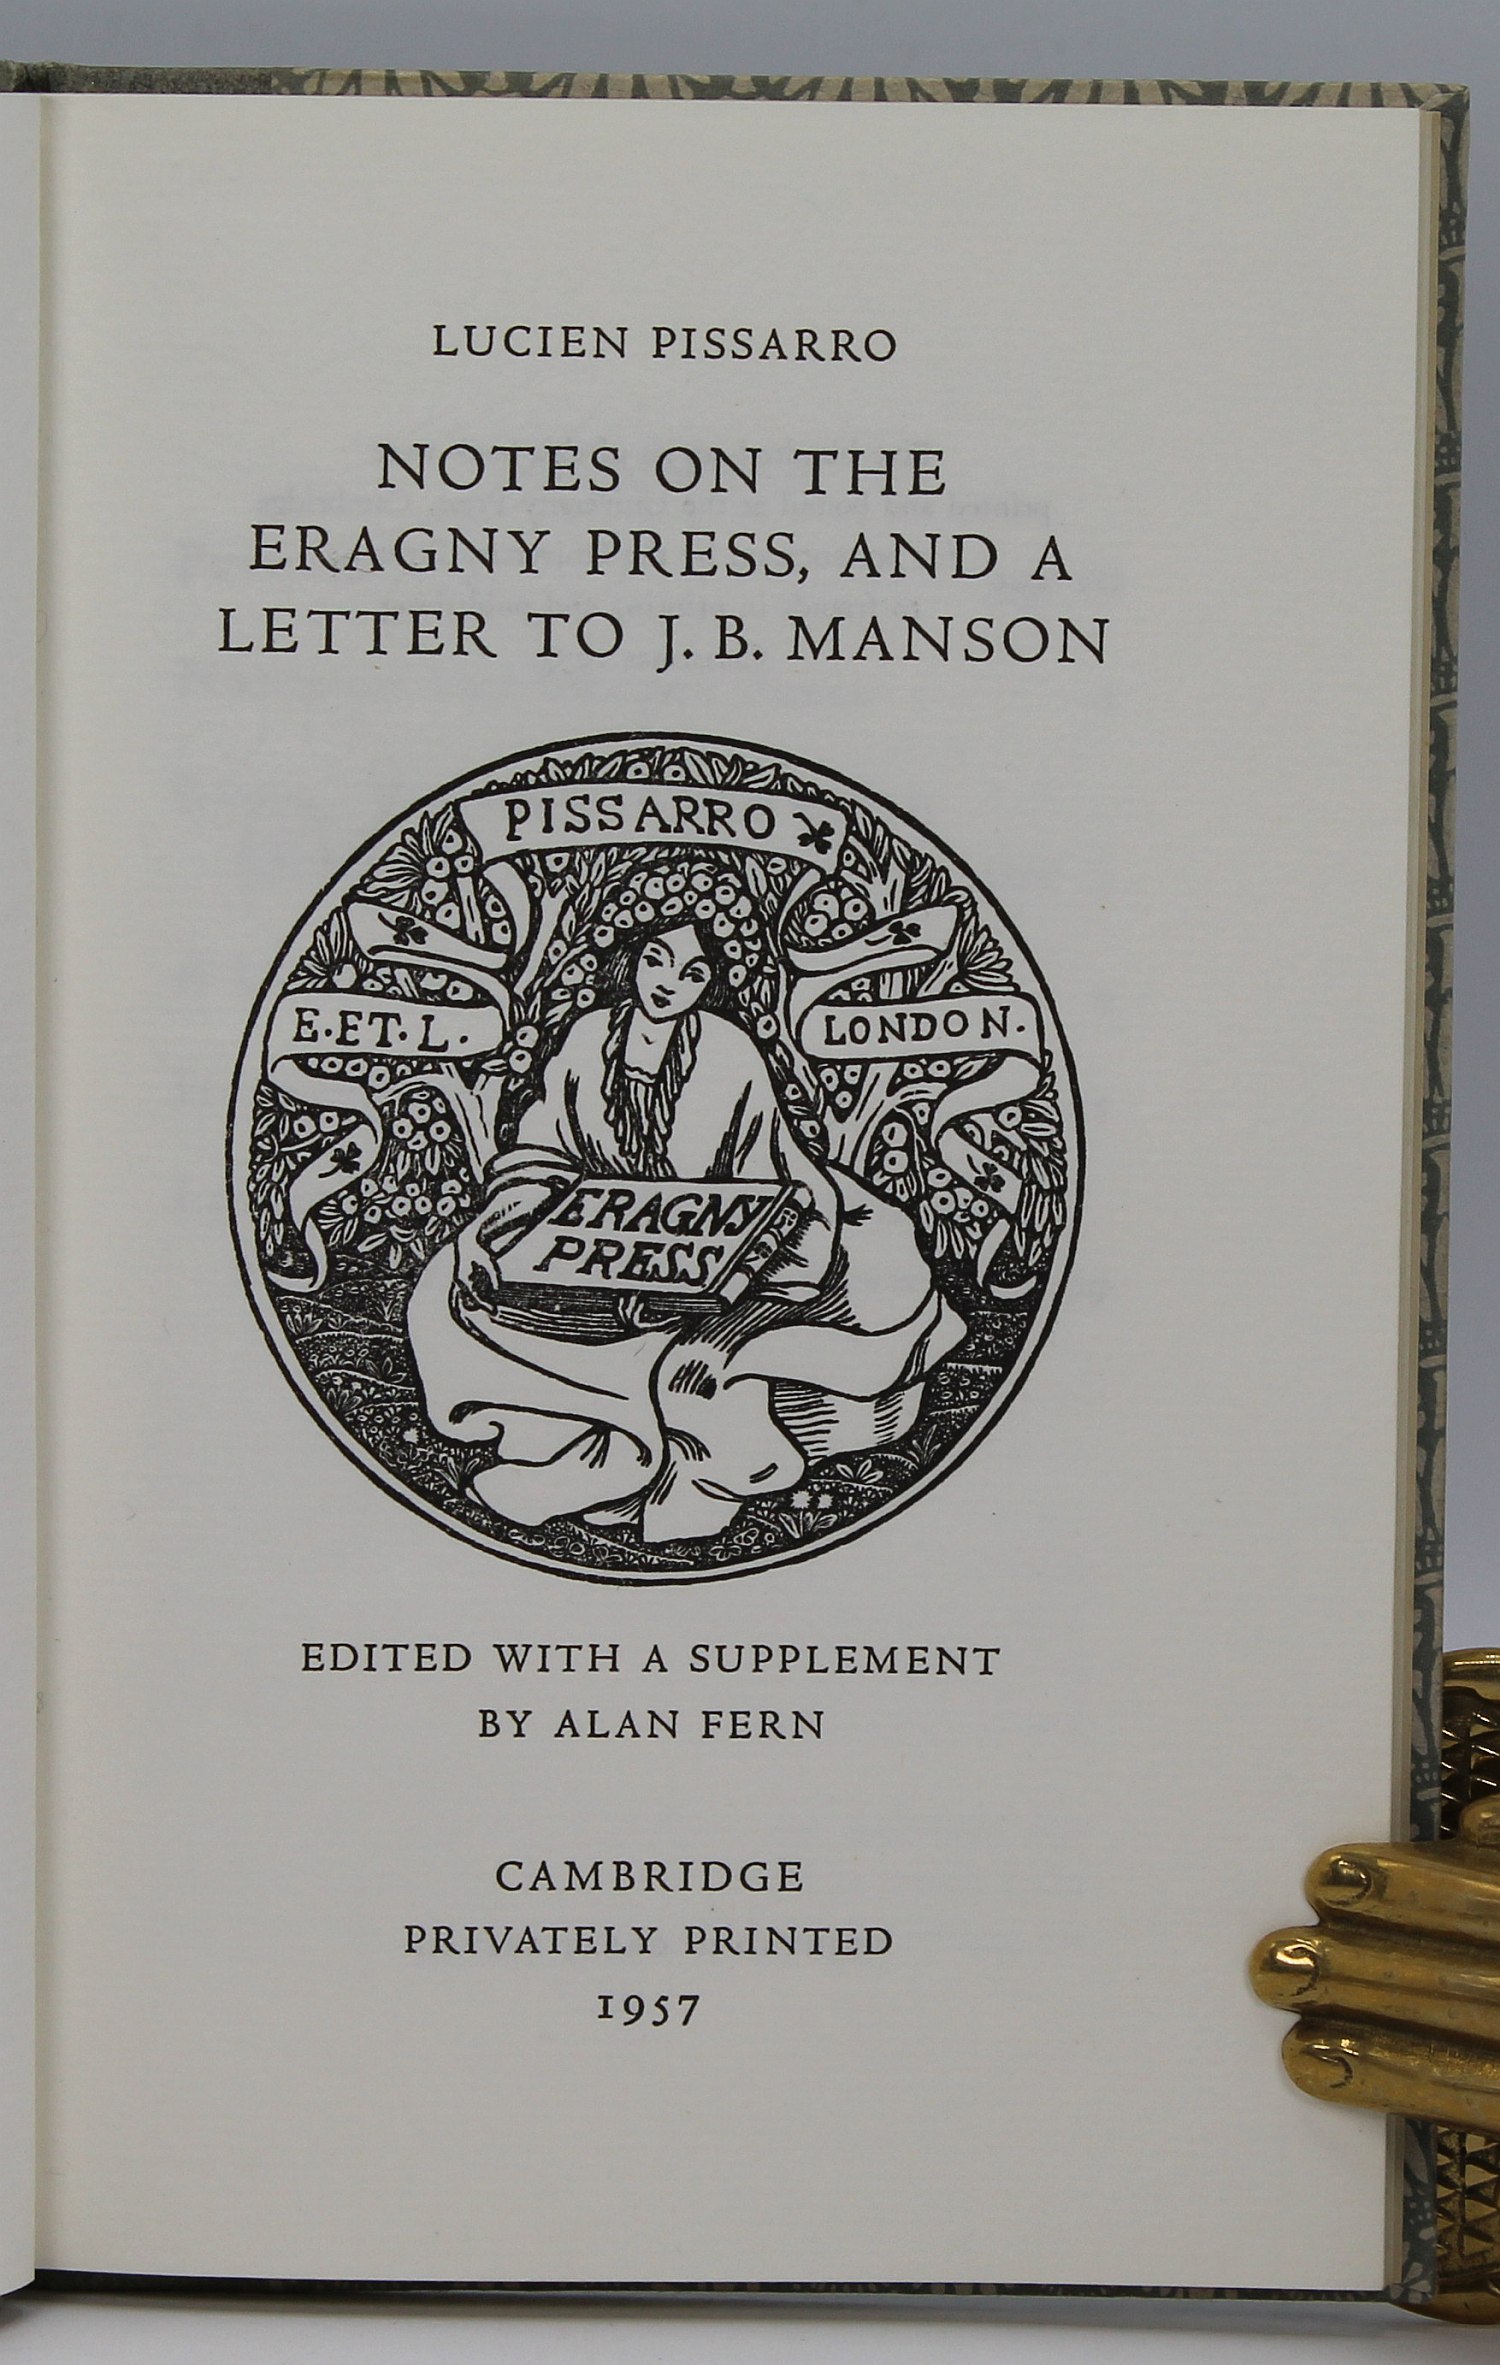 LUCIEN PISSARRO
NOTES ON THE
ERAGNY PRESS, AND A
LETTER TO J. B. MANSON
PISSARRO
E. ET. L.
LONDON.
ERAGNY
PRESS
EDITED WITH A SUPPLEMENT
BY ALAN FERN
CAMBRIDGE
PRIVATELY PRINTED
1957